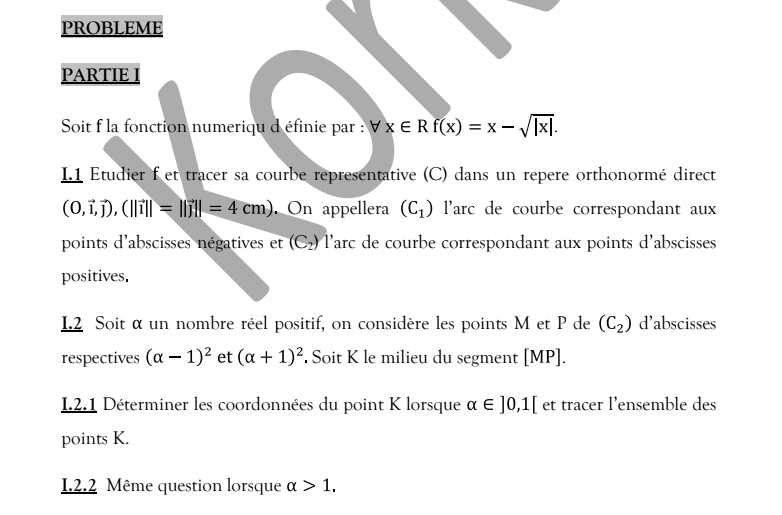 PROBLEME
PARTIE I
Soit f la fonction numeriqu d éfinie par : ∀ x ∈ R f(x) = x − √|x|.
I.1 Etudier f et tracer sa courbe representative (C) dans un repere orthonormé direct
(O, i⃗, j⃗), (‖i⃗‖ = ‖j⃗‖ = 4 cm). On appellera (C₁) l’arc de courbe correspondant aux
points d’abscisses négatives et (C₂) l’arc de courbe correspondant aux points d’abscisses
positives.
I.2 Soit α un nombre réel positif, on considère les points M et P de (C₂) d’abscisses
respectives (α − 1)² et (α + 1)². Soit K le milieu du segment [MP].
I.2.1 Déterminer les coordonnées du point K lorsque α ∈ ]0,1[ et tracer l’ensemble des
points K.
I.2.2 Même question lorsque α > 1.